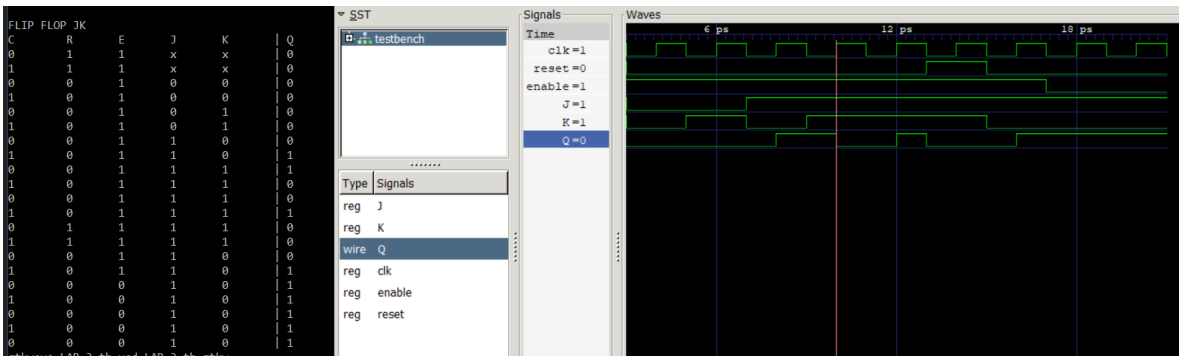 FLIP FLOP JK
C R E J K | Q
0 1 1 x x | 0
1 1 1 x x | 0
0 0 1 0 0 | 0
1 0 1 0 0 | 0
0 0 1 0 1 | 0
1 0 1 0 1 | 0
0 0 1 1 0 | 0
1 0 1 1 0 | 1
0 0 1 1 1 | 1
1 0 1 1 1 | 0
0 0 1 1 1 | 0
1 0 1 1 1 | 1
0 1 1 1 1 | 0
1 1 1 1 1 | 0
0 0 1 1 0 | 0
1 0 1 1 0 | 1
0 0 0 1 0 | 1
1 0 0 1 0 | 1
0 0 0 1 0 | 1
1 0 0 1 0 | 1
0 0 0 1 0 | 1
SST
testbench
Type Signals
reg J
reg K
wire Q
reg clk
reg enable
reg reset
Signals
Time
clk=1
reset=0
enable=1
J=1
K=1
Q=0
Waves
6 ps 12 ps 18 ps